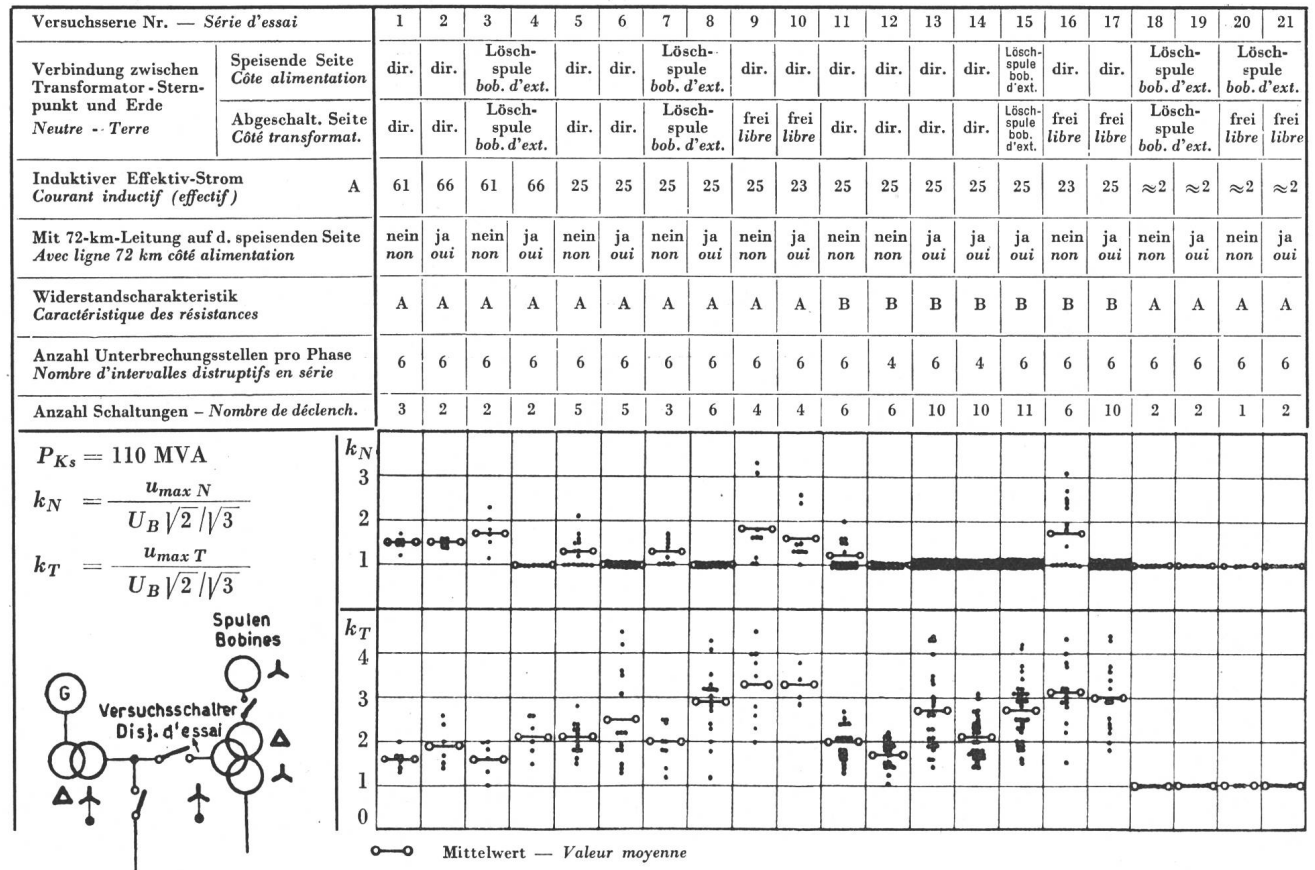 Versuchsserie Nr. — Série d'essai 1 2 3 4 5 6 7 8 9 10 11 12 13 14 15 16 17 18 19 20 21
Verbindung zwischen
Transformator - Stern-
punkt und Erde
Neutre - Terre
Speisende Seite
Côte alimentation
dir. dir. Lösch-spule bob. d'ext. dir. dir. Lösch-spule bob. d'ext. dir. dir. dir. dir. dir. dir. Lösch-spule bob. d'ext. dir. dir. Lösch-spule bob. d'ext. Lösch-spule bob. d'ext.
Abgeschalt. Seite
Côté transformat.
dir. dir. Lösch-spule bob. d'ext. dir. dir. Lösch-spule bob. d'ext. frei libre frei libre dir. dir. dir. dir. Lösch-spule bob. d'ext. frei libre frei libre Lösch-spule bob. d'ext. frei libre frei libre
Induktiver Effektiv-Strom A
Courant inductif (effectif)
61 66 61 66 25 25 25 25 25 23 25 25 25 25 25 23 25 ≈2 ≈2 ≈2 ≈2
Mit 72-km-Leitung auf d. speisenden Seite
Avec ligne 72 km côté alimentation
nein ja nein ja nein ja nein ja nein ja nein nein ja ja ja nein ja nein ja nein ja
non oui non oui non oui non oui non oui non non oui oui oui non oui non oui non oui
Widerstandscharakteristik
Caractéristique des résistances
A A A A A A A A A A B B B B B B B A A A A
Anzahl Unterbrechungsstellen pro Phase
Nombre d'intervalles distruptifs en série
6 6 6 6 6 6 6 6 6 6 6 4 6 4 6 6 6 6 6 6 6
Anzahl Schaltungen – Nombre de déclench. 3 2 2 2 5 5 3 6 4 4 6 6 10 10 11 6 10 2 2 1 2
P_Ks = 110 MVA
k_N = u_max N / U_B √2 /√3
k_T = u_max T / U_B √2 /√3
k_N
3
2
1
k_T
4
3
2
1
0
Spulen
Bobines
G
Versuchsschalter
Disj. d'essai
Mittelwert — Valeur moyenne